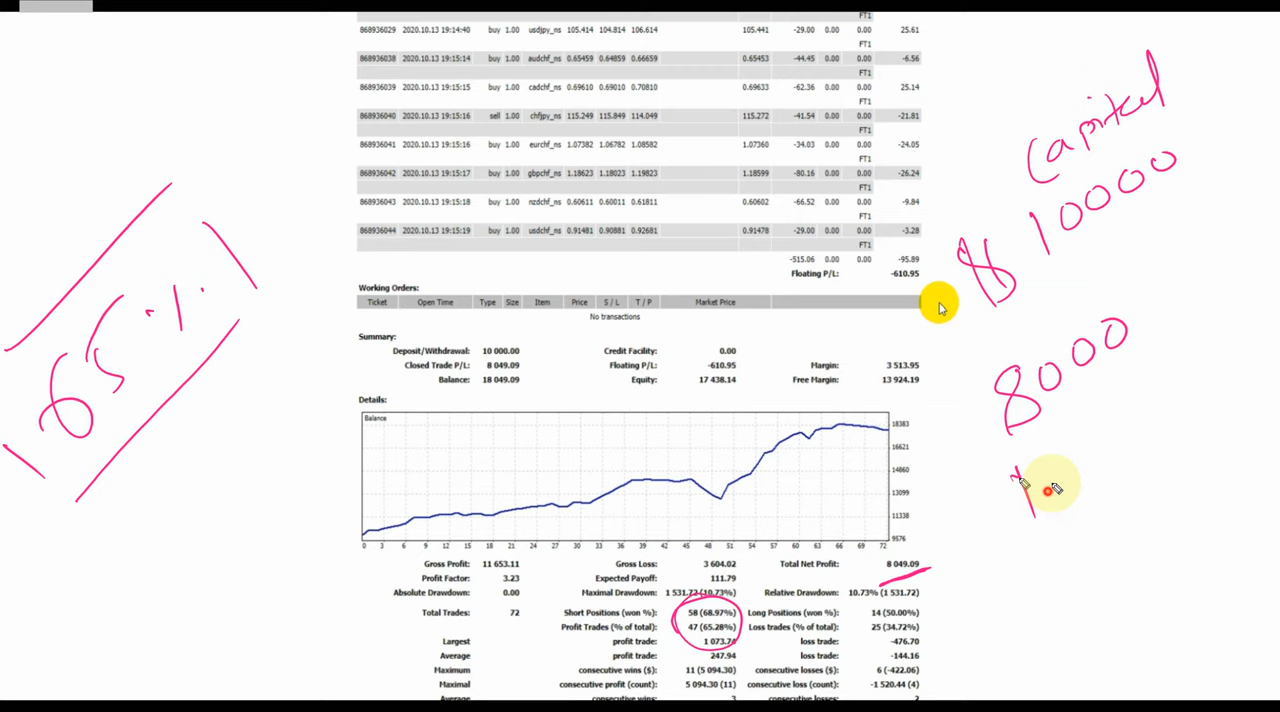 FT1
868936029 2020.10.13 19:14:40 buy 1.00 usdjpy_ns 105.414 104.814 106.614 105.441 -29.00 0.00 0.00 25.61
FT1
868936038 2020.10.13 19:15:14 buy 1.00 audchf_ns 0.65459 0.64859 0.66659 0.65453 -44.45 0.00 0.00 -6.56
FT1
868936039 2020.10.13 19:15:15 buy 1.00 cadchf_ns 0.69610 0.69010 0.70810 0.69633 -62.36 0.00 0.00 25.14
FT1
868936040 2020.10.13 19:15:16 sell 1.00 chfjpy_ns 115.249 115.849 114.049 115.272 -41.54 0.00 0.00 -21.81
FT1
868936041 2020.10.13 19:15:16 buy 1.00 eurchf_ns 1.07382 1.06782 1.08582 1.07360 -34.03 0.00 0.00 -24.05
FT1
868936042 2020.10.13 19:15:17 buy 1.00 gbpchf_ns 1.18623 1.18023 1.19823 1.18599 -80.16 0.00 0.00 -26.24
FT1
868936043 2020.10.13 19:15:18 buy 1.00 nzdchf_ns 0.60611 0.60011 0.61811 0.60602 -66.52 0.00 0.00 -9.84
FT1
868936044 2020.10.13 19:15:19 buy 1.00 usdchf_ns 0.91481 0.90881 0.92681 0.91478 -29.00 0.00 0.00 -3.28
FT1
-515.06 0.00 0.00 -95.89
Floating P/L: -610.95
Working Orders:
Ticket Open Time Type Size Item Price S / L T / P Market Price
No transactions
Summary:
Deposit/Withdrawal: 10 000.00 Credit Facility: 0.00
Closed Trade P/L: 8 049.09 Floating P/L: -610.95 Margin: 3 513.95
Balance: 18 049.09 Equity: 17 438.14 Free Margin: 13 924.19
Details:
Balance
18383
16621
14860
13099
11338
9576
0 3 6 9 12 15 18 21 24 27 30 33 36 39 42 45 48 51 54 57 60 63 66 69 72
Gross Profit: 11 653.11 Gross Loss: 3 604.02 Total Net Profit: 8 049.09
Profit Factor: 3.23 Expected Payoff: 111.79
Absolute Drawdown: 0.00 Maximal Drawdown: 1 531.72 (10.73%) Relative Drawdown: 10.73% (1 531.72)
Total Trades: 72 Short Positions (won %): 58 (68.97%) Long Positions (won %): 14 (50.00%)
Profit Trades (% of total): 47 (65.28%) Loss trades (% of total): 25 (34.72%)
Largest profit trade: 1 073.74 loss trade: -476.70
Average profit trade: 247.94 loss trade: -144.16
Maximum consecutive wins ($): 11 (5 094.30) consecutive losses ($): 6 (-422.06)
Maximal consecutive profit (count): 5 094.30 (11) consecutive loss (count): -1 520.44 (4)
Average consecutive wins: 3 consecutive losses: 2
65%
Capital
$ 10000
8000